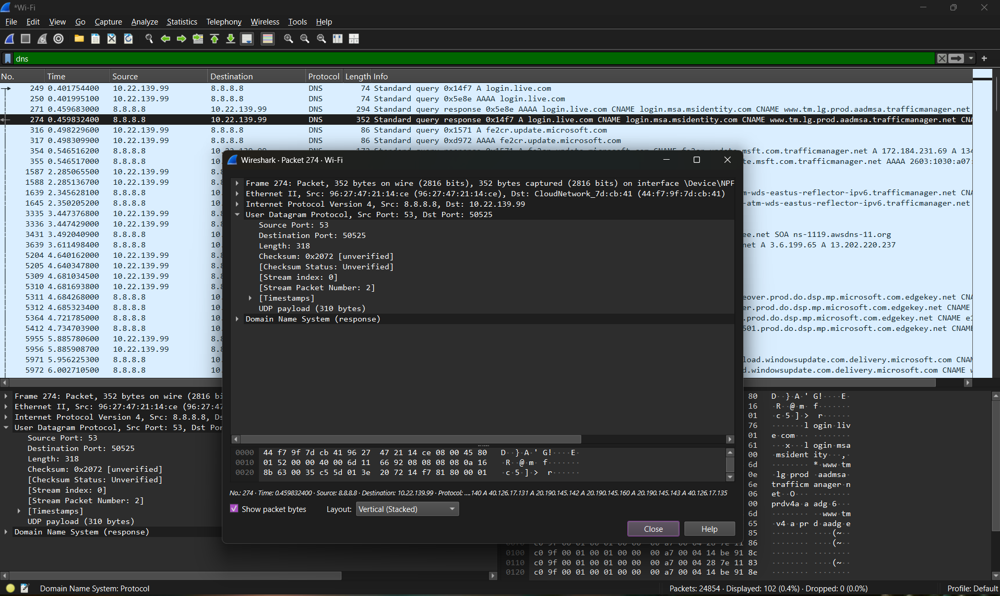 *Wi-Fi
File Edit View Go Capture Analyze Statistics Telephony Wireless Tools Help
dns
No. Time Source Destination Protocol Length Info
249 0.401754400 10.22.139.99 8.8.8.8 DNS 74 Standard query 0x14f7 A login.live.com
250 0.401995100 10.22.139.99 8.8.8.8 DNS 74 Standard query 0x5e8e AAAA login.live.com
271 0.459683000 8.8.8.8 10.22.139.99 DNS 294 Standard query response 0x5e8e AAAA login.live.com CNAME login.msa.msidentity.com CNAME www.tm.lg.prod.aadmsa.trafficmanager.net
274 0.459832400 8.8.8.8 10.22.139.99 DNS 352 Standard query response 0x14f7 A login.live.com CNAME login.msa.msidentity.com CNAME www.tm.lg.prod.aadmsa.trafficmanager.net CNA
316 0.498229600 10.22.139.99 8.8.8.8 DNS 86 Standard query 0x1571 A fe2cr.update.microsoft.com
317 0.498309900 10.22.139.99 8.8.8.8 DNS 86 Standard query 0xd972 AAAA fe2cr.update.microsoft.com
354 0.546516200 8.8.8.8 msft.com.trafficmanager.net A 172.184.231.69 A 134
355 0.546517000 8.8.8.8 10 te.msft.com.trafficmanager.net AAAA 2603:1030:a07:
1587 2.285065500 10.22.139.99 8.8
1588 2.285136700 10.22.139.99 8.8
1639 2.345628100 8.8.8.8 10. m-wds-eastus-reflector-ipv6.trafficmanager.net CNA
1645 2.350205200 8.8.8.8 10. -atm-wds-eastus-reflector-ipv6.trafficmanager.net
3335 3.447376800 10.22.139.99 8.8
3336 3.447429000 10.22.139.99 8.8
3431 3.492040900 8.8.8.8 10. ee.net SOA ns-1119.awsdns-11.org
3639 3.611498400 8.8.8.8 10. net A 3.6.199.65 A 13.202.220.237
5204 4.640162000 10.22.139.99 8.8
5205 4.640347800 10.22.139.99 8.8
5309 4.681034500 10.22.139.99 8.8
5310 4.681693800 10.22.139.99 8.8
5311 4.684268000 8.8.8.8 10. eover.prod.do.dsp.mp.microsoft.com.edgekey.net CNA
5312 4.685323400 8.8.8.8 10. er.prod.do.dsp.mp.microsoft.com.edgekey.net CNAME
5364 4.721785000 8.8.8.8 10. .prod.do.dsp.mp.microsoft.com.edgekey.net CNAME e1
5412 4.734703900 8.8.8.8 10. 501.prod.do.dsp.mp.microsoft.com.edgekey.net CNAME
5955 5.885780600 10.22.139.99 8.8
5956 5.885908700 10.22.139.99 8.8
5971 5.956225300 8.8.8.8 10. load.windowsupdate.com.delivery.microsoft.com CNAM
5972 6.002710500 8.8.8.8 10. d.windowsupdate.com.delivery.microsoft.com CNAME w
Wireshark · Packet 274 · Wi-Fi
Frame 274: Packet, 352 bytes on wire (2816 bits), 352 bytes captured (2816 bits) on interface \Device\NPF
Ethernet II, Src: 96:27:47:21:14:ce (96:27:47:21:14:ce), Dst: CloudNetwork_7d:cb:41 (44:f7:9f:7d:cb:41)
Internet Protocol Version 4, Src: 8.8.8.8, Dst: 10.22.139.99
User Datagram Protocol, Src Port: 53, Dst Port: 50525
Source Port: 53
Destination Port: 50525
Length: 318
Checksum: 0x2072 [unverified]
[Checksum Status: Unverified]
[Stream index: 0]
[Stream Packet Number: 2]
[Timestamps]
UDP payload (310 bytes)
Domain Name System (response)
0000 44 f7 9f 7d cb 41 96 27 47 21 14 ce 08 00 45 80 D··}·A·' G!····E·
0010 01 52 00 00 40 00 6d 11 66 92 08 08 08 08 0a 16 ·R··@·m· f·······
0020 8b 63 00 35 c5 5d 01 3e 20 72 14 f7 81 80 00 01 ·c·5·]·> r······
No.: 274 · Time: 0.459832400 · Source: 8.8.8.8 · Destination: 10.22.139.99 · Protocol: ....140 A 40.126.17.131 A 20.190.145.142 A 20.190.145.160 A 20.190.145.143 A 40.126.17.135
Show packet bytes Layout: Vertical (Stacked)
Close Help
Frame 274: Packet, 352 bytes on wire (2816 bi
Ethernet II, Src: 96:27:47:21:14:ce (96:27:47
Internet Protocol Version 4, Src: 8.8.8.8, Ds
User Datagram Protocol, Src Port: 53, Dst Por
Source Port: 53
Destination Port: 50525
Length: 318
Checksum: 0x2072 [unverified]
[Checksum Status: Unverified]
[Stream index: 0]
[Stream Packet Number: 2]
[Timestamps]
UDP payload (310 bytes)
Domain Name System (response)
80 D··}·A·' G!····E·
16 ·R··@·m· f·······
01 ·c·5·]·> r······
76 ·······l ogin·liv
01 e·com··· ········
61 ···x···l ogin·msa
00 ·msident ity···,·
6d ········ *·www·tm
0e ·lg·prod ·aadmsa·
6e trafficm anager·n
06 et··O··· ········
00 prdv4a·a adg·6···
6d ········ ··www·tm
65 ·v4·a·pr d·aadg·e
85 ········ ····(~··
86 ········ ····(~··
0100 c0 9f 00 01 00 01 00 00 00 a7 00 04 14 be 91 8c ········ ········
0110 c0 9f 00 01 00 01 00 00 00 a7 00 04 28 7e 11 83 ········ ····(~··
0120 c0 9f 00 01 00 01 00 00 00 a7 00 04 14 be 91 8e ········ ········
Domain Name System: Protocol
Packets: 24854 · Displayed: 102 (0.4%) · Dropped: 0 (0.0%)
Profile: Default